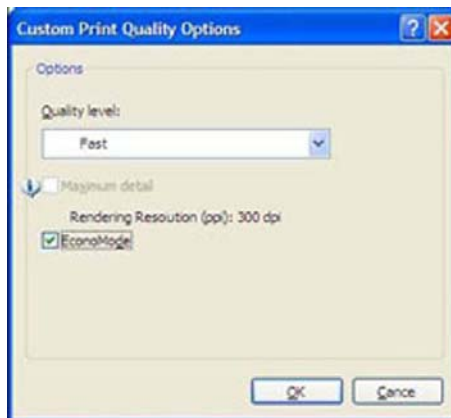 Custom Print Quality Options
Options
Quality level:
Fast
Maximum detail
Rendering Resoution (ppi): 300 dpi
EconoMode
OK
Cance